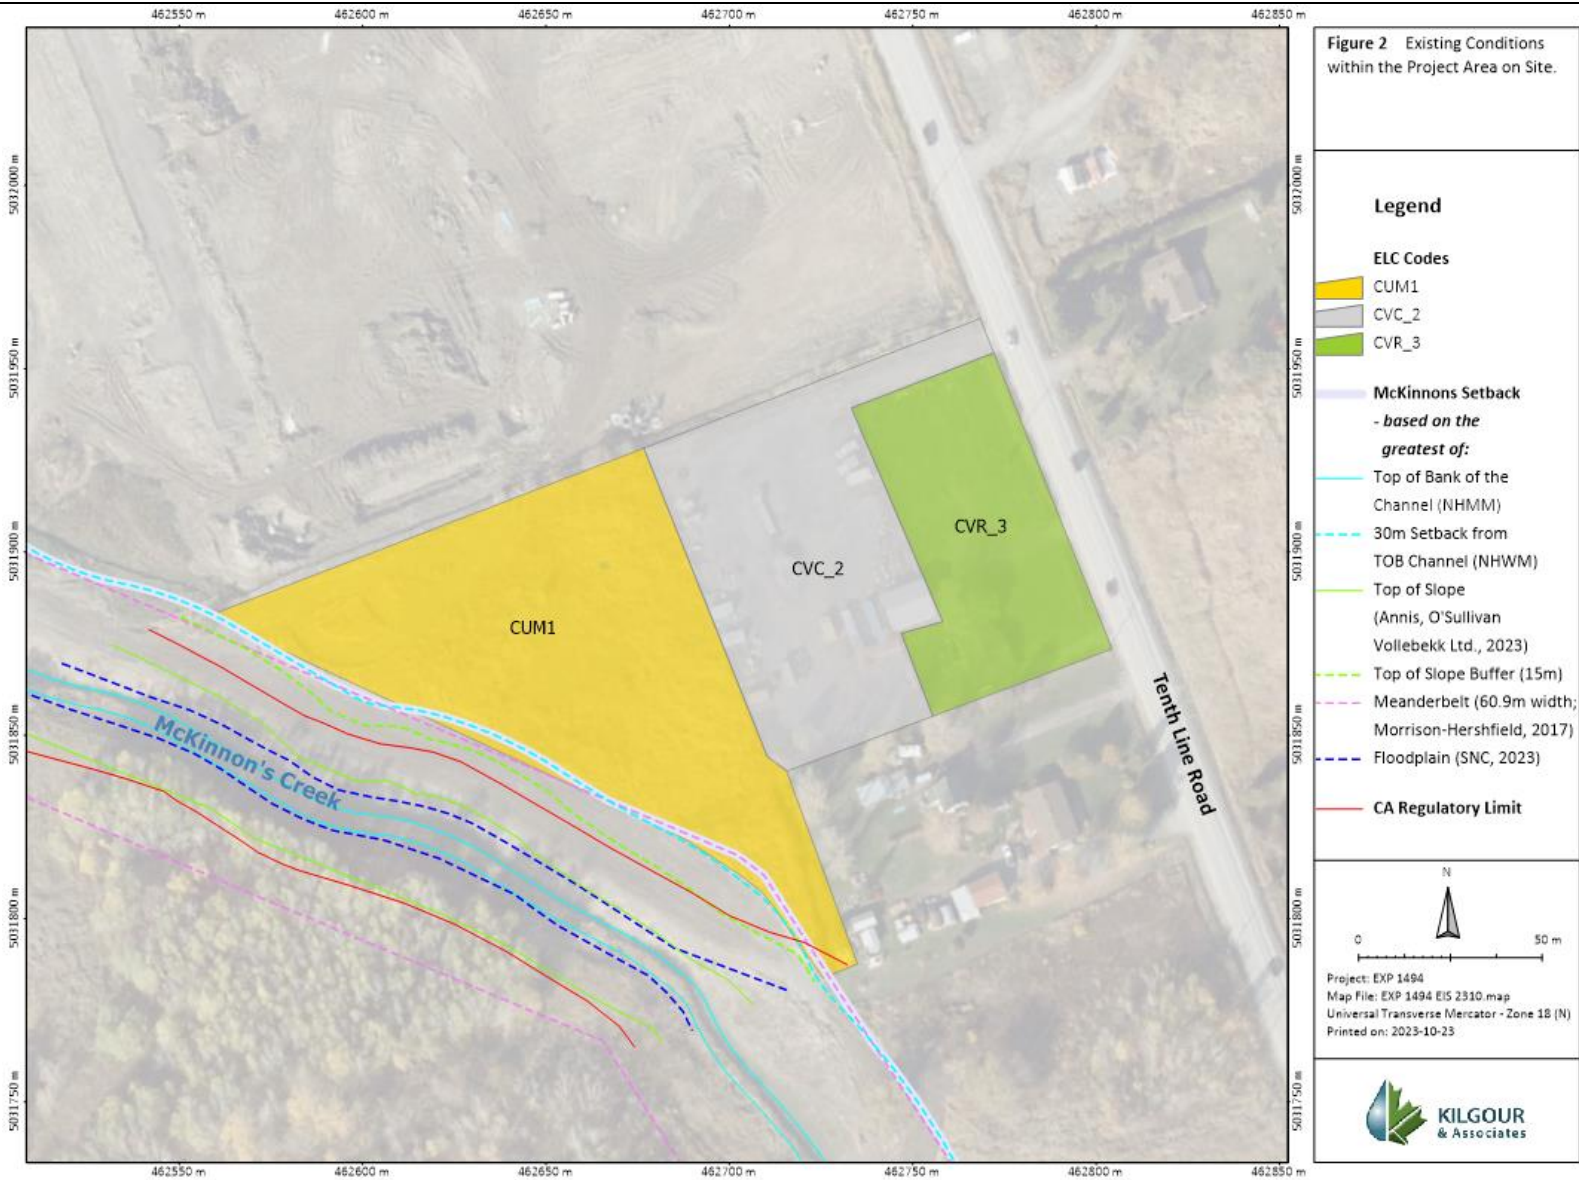 462550 m
462600 m
462650 m
462700 m
462750 m
462800 m
462850 m
5032000 m
5031950 m
5031900 m
5031850 m
5031800 m
5031750 m
CUM1
CVC_2
CVR_3
McKinnon's Creek
Tenth Line Road
5032000 m
5031950 m
5031900 m
5031850 m
5031800 m
5031750 m
462550 m
462600 m
462650 m
462700 m
462750 m
462800 m
462850 m
Figure 2 Existing Conditions
within the Project Area on Site.
Legend
ELC Codes
CUM1
CVC_2
CVR_3
McKinnons Setback
- based on the
greatest of:
Top of Bank of the
Channel (NHMM)
30m Setback from
TOB Channel (NHWM)
Top of Slope
(Annis, O'Sullivan
Vollebekk Ltd., 2023)
Top of Slope Buffer (15m)
Meanderbelt (60.9m width;
Morrison-Hershfield, 2017)
Floodplain (SNC, 2023)
CA Regulatory Limit
N
0 50 m
Project: EXP 1494
Map File: EXP 1494 EIS 2310.map
Universal Transverse Mercator - Zone 18 (N)
Printed on: 2023-10-23
KILGOUR
& Associates